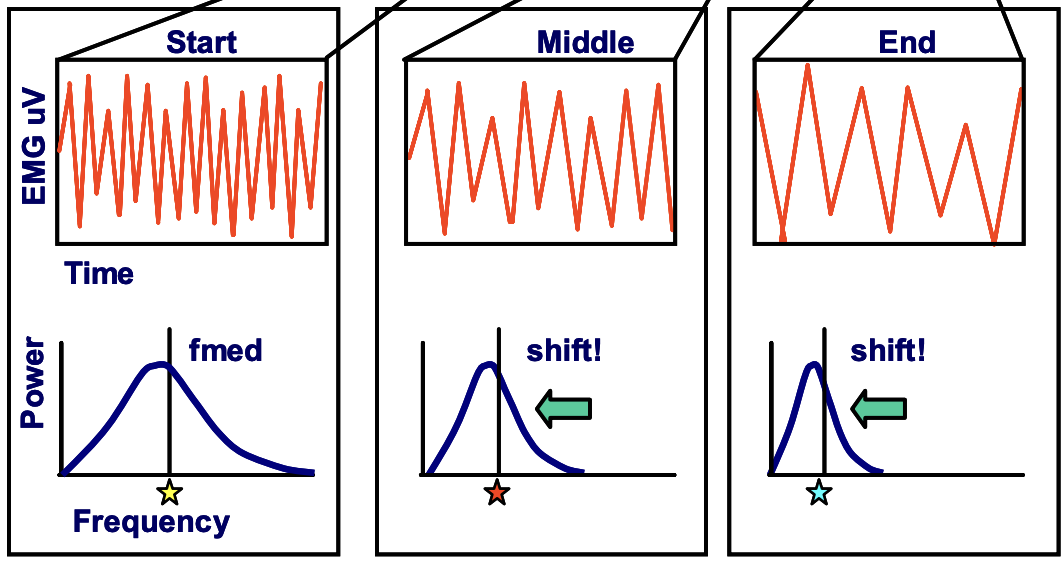 Start
Middle
End
EMG uV
Time
Power
fmed
shift!
shift!
Frequency